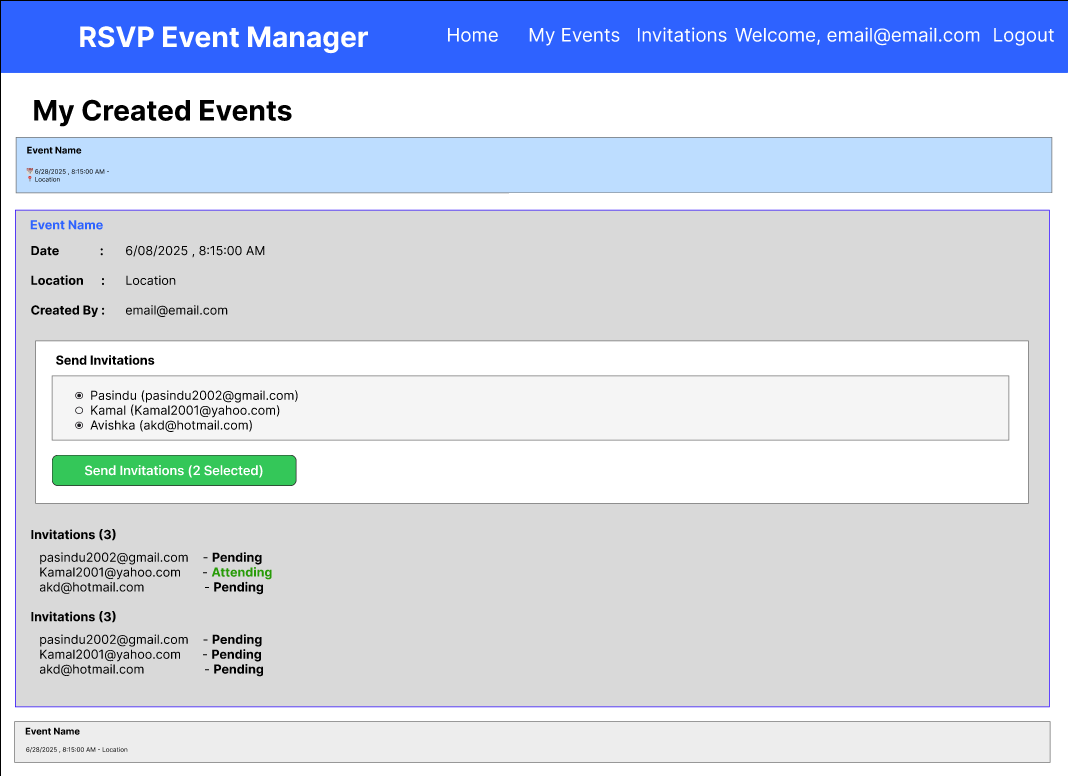 RSVP Event Manager Home My Events Invitations Welcome, email@email.com Logout
My Created Events
Event Name
6/28/2025 , 8:15:00 AM -
Location
Event Name
Date : 6/08/2025 , 8:15:00 AM
Location : Location
Created By : email@email.com
Send Invitations
Pasindu (pasindu2002@gmail.com)
Kamal (Kamal2001@yahoo.com)
Avishka (akd@hotmail.com)
Send Invitations (2 Selected)
Invitations (3)
pasindu2002@gmail.com - Pending
Kamal2001@yahoo.com - Attending
akd@hotmail.com - Pending
Invitations (3)
pasindu2002@gmail.com - Pending
Kamal2001@yahoo.com - Pending
akd@hotmail.com - Pending
Event Name
6/28/2025 , 8:15:00 AM - Location